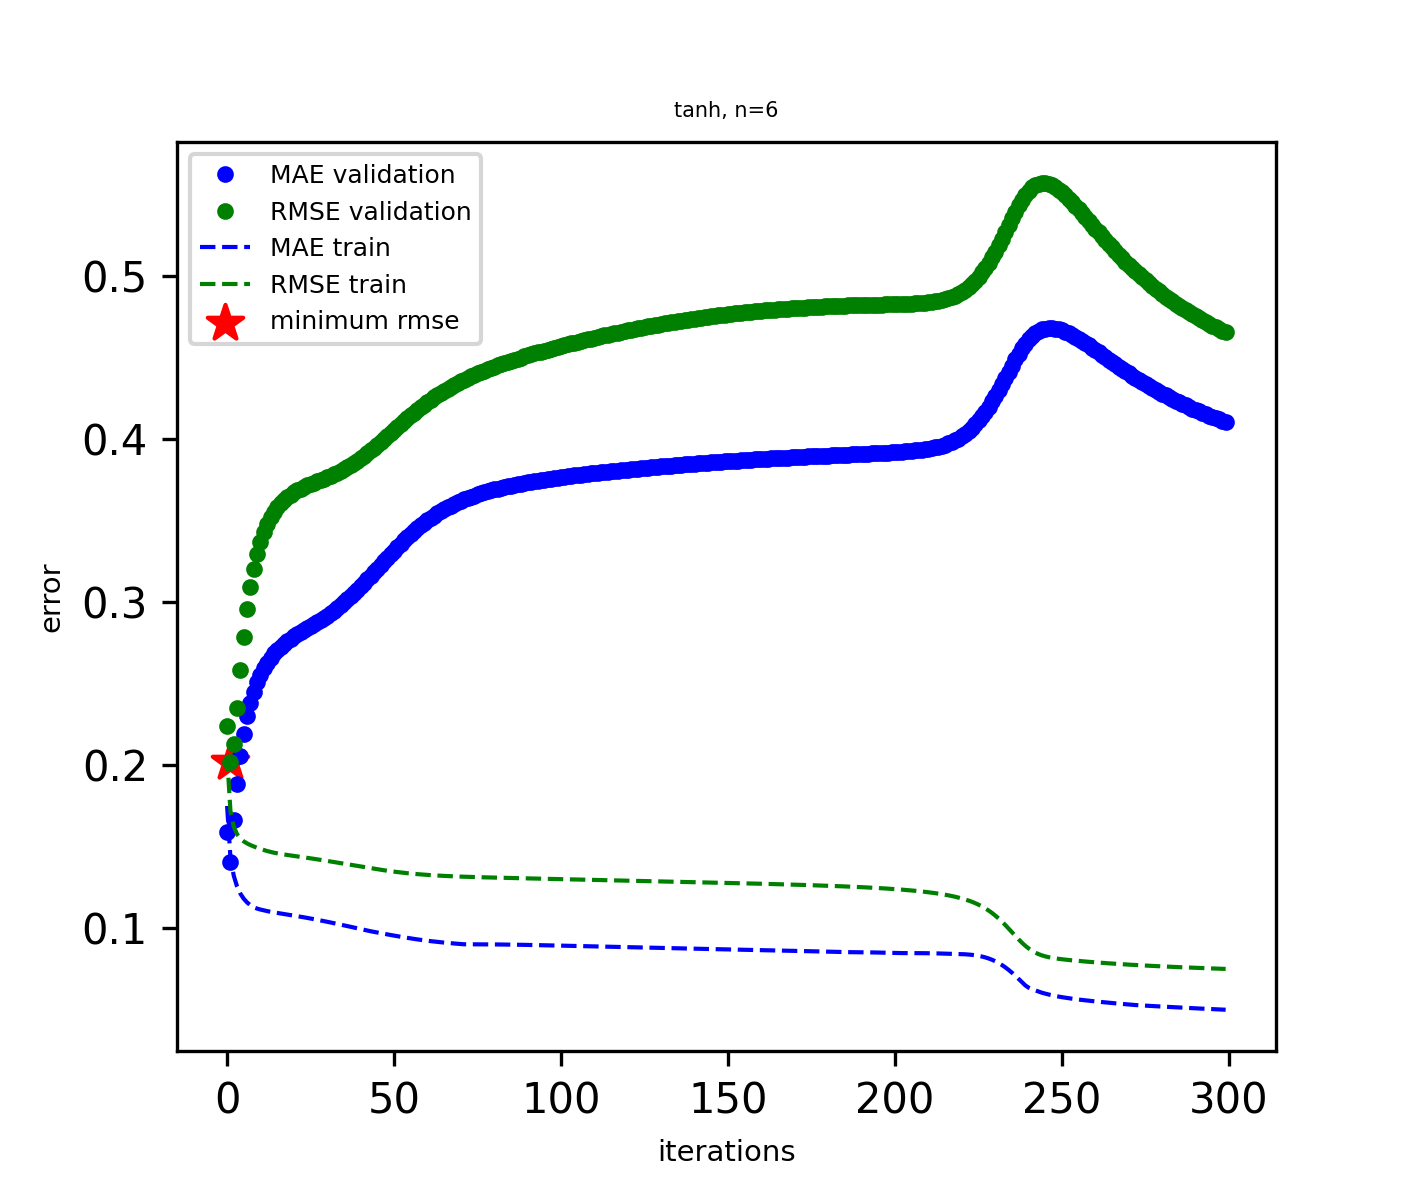 tanh, n=6
MAE validation
RMSE validation
MAE train
RMSE train
minimum rmse
error
0.5
0.4
0.3
0.2
0.1
0 50 100 150 200 250 300
iterations